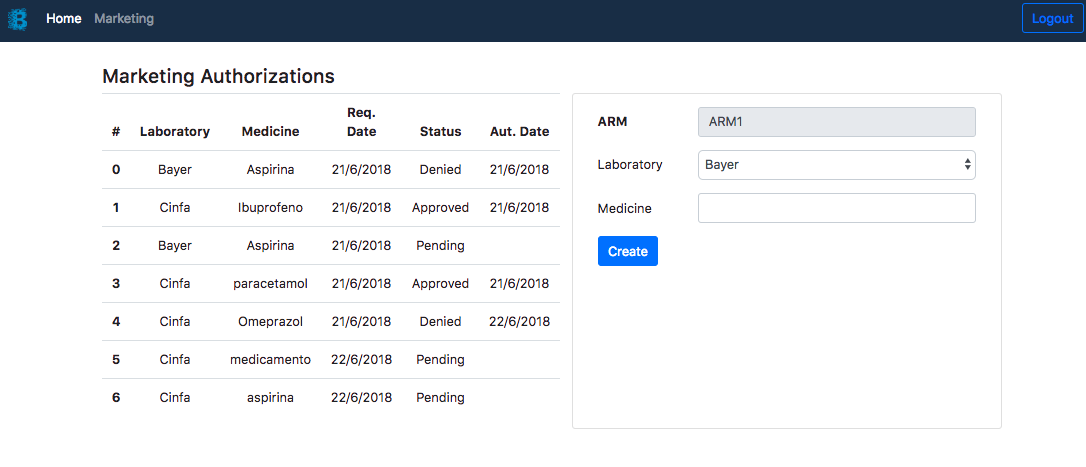 Home Marketing Logout
Marketing Authorizations
# Laboratory Medicine Req. Date Status Aut. Date
0 Bayer Aspirina 21/6/2018 Denied 21/6/2018
1 Cinfa Ibuprofeno 21/6/2018 Approved 21/6/2018
2 Bayer Aspirina 21/6/2018 Pending
3 Cinfa paracetamol 21/6/2018 Approved 21/6/2018
4 Cinfa Omeprazol 21/6/2018 Denied 22/6/2018
5 Cinfa medicamento 22/6/2018 Pending
6 Cinfa aspirina 22/6/2018 Pending
ARM ARM1
Laboratory Bayer
Medicine
Create